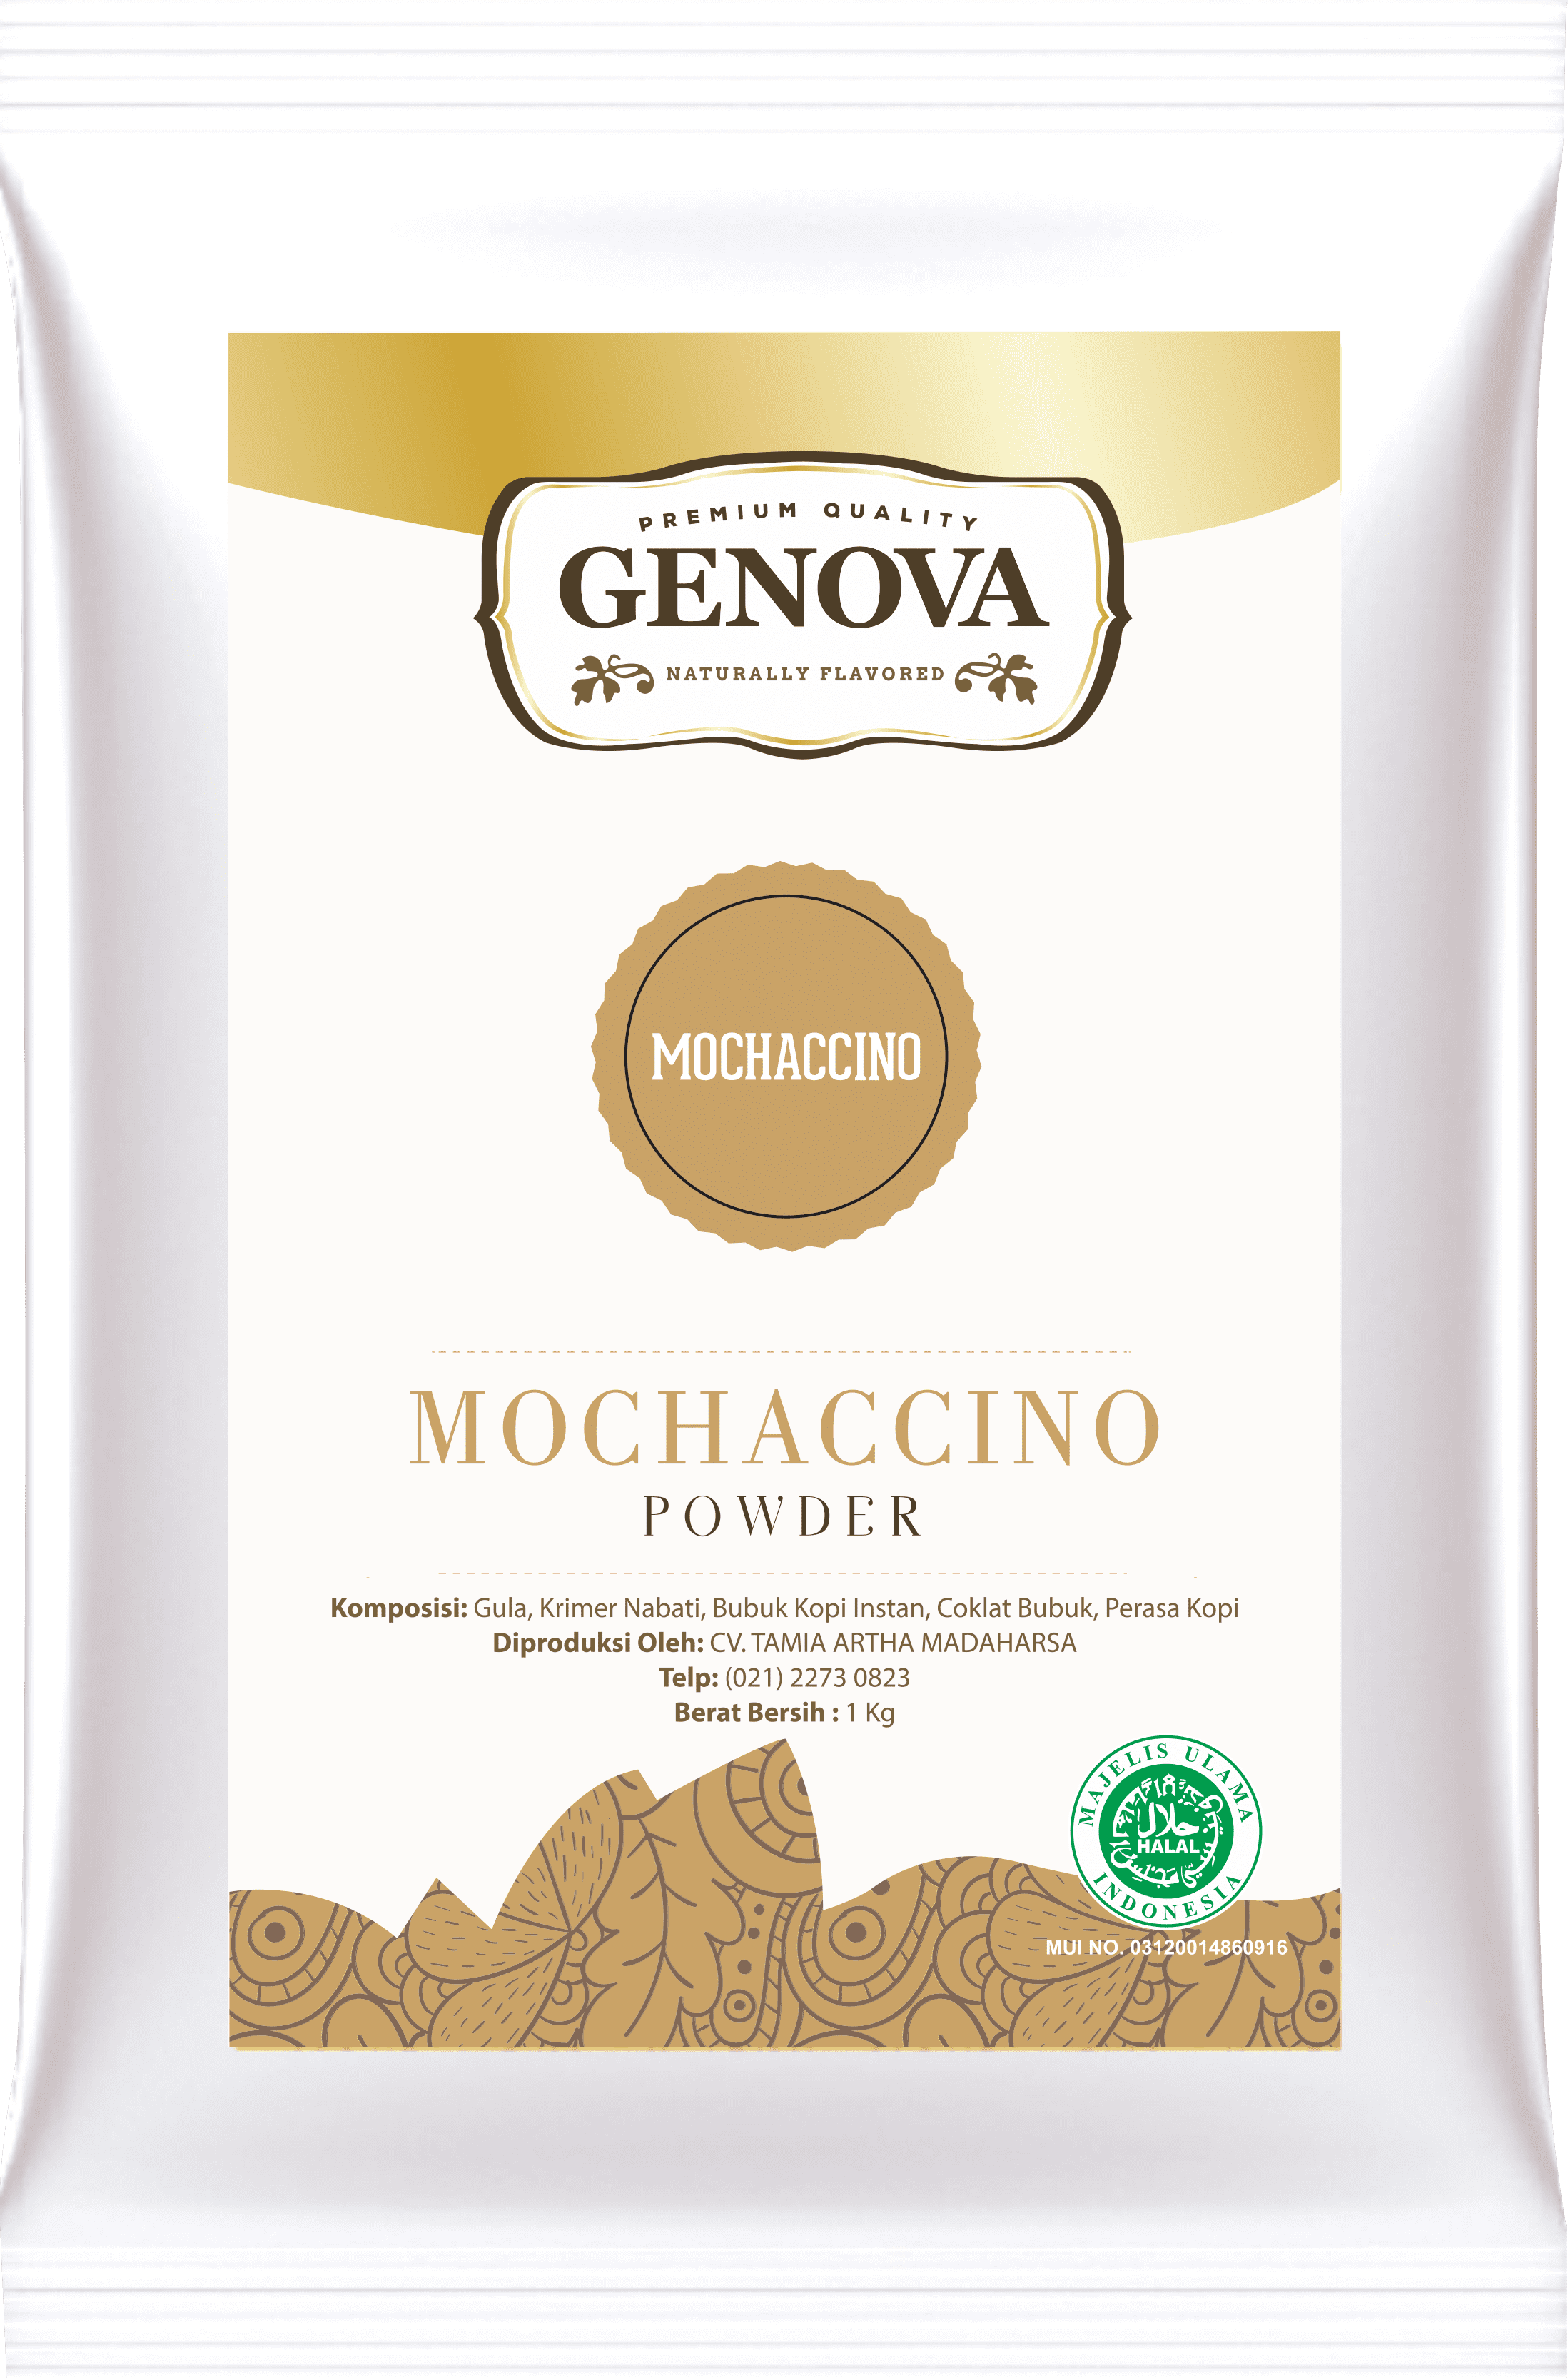 PREMIUM QUALITY
GENOVA
NATURALLY FLAVORED
MOCHACCINO
MOCHACCINO
POWDER
Komposisi: Gula, Krimer Nabati, Bubuk Kopi Instan, Coklat Bubuk, Perasa Kopi
Diproduksi Oleh: CV. TAMIA ARTHA MADAHARSA
Telp: (021) 2273 0823
Berat Bersih : 1 Kg
MAJELIS ULAMA
حلال
HALAL
INDONESIA
MUI NO. 03120014860916